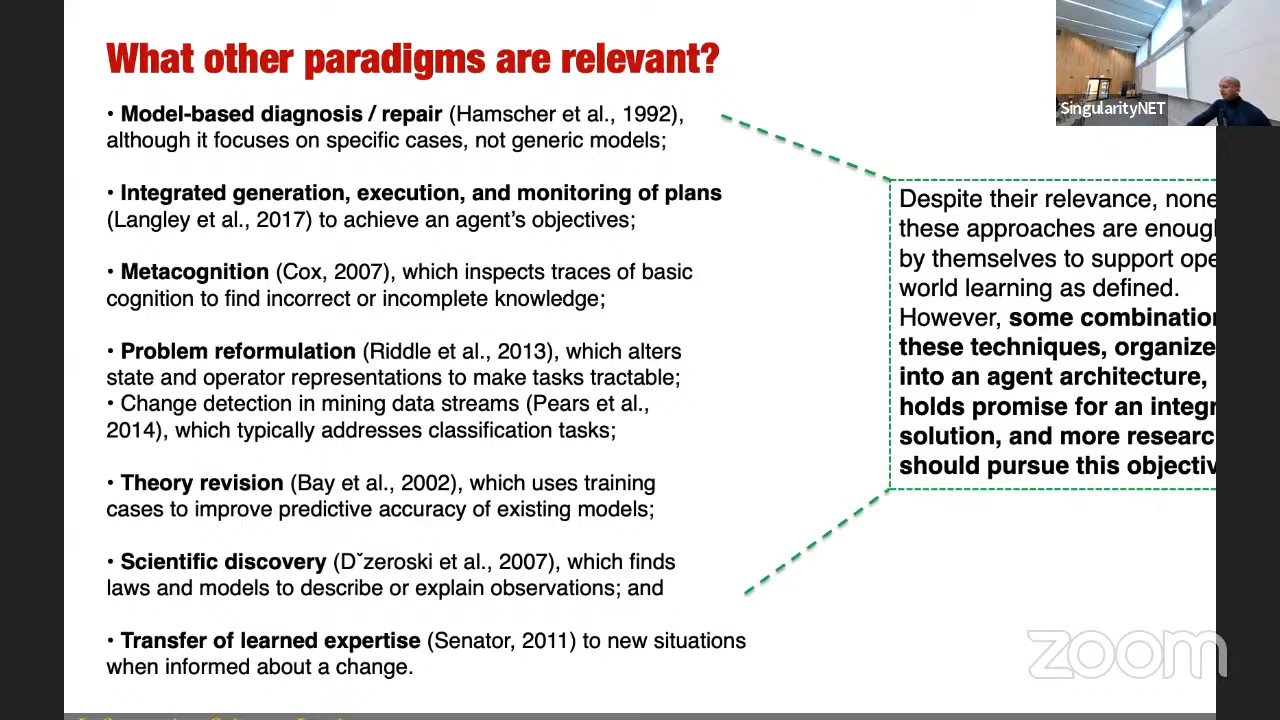 What other paradigms are relevant?
• Model-based diagnosis / repair (Hamscher et al., 1992),
although it focuses on specific cases, not generic models;
• Integrated generation, execution, and monitoring of plans
(Langley et al., 2017) to achieve an agent's objectives;
• Metacognition (Cox, 2007), which inspects traces of basic
cognition to find incorrect or incomplete knowledge;
• Problem reformulation (Riddle et al., 2013), which alters
state and operator representations to make tasks tractable;
• Change detection in mining data streams (Pears et al.,
2014), which typically addresses classification tasks;
• Theory revision (Bay et al., 2002), which uses training
cases to improve predictive accuracy of existing models;
• Scientific discovery (D˘zeroski et al., 2007), which finds
laws and models to describe or explain observations; and
• Transfer of learned expertise (Senator, 2011) to new situations
when informed about a change.
Despite their relevance, none
these approaches are enoug
by themselves to support ope
world learning as defined.
However, some combinatio
these techniques, organize
into an agent architecture,
holds promise for an integr
solution, and more researc
should pursue this objectiv
SingularityNET
zoom